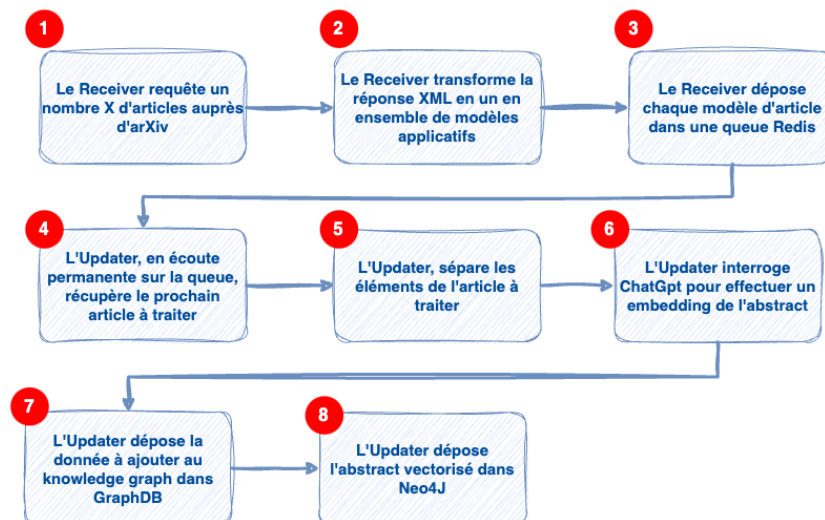 1
Le Receiver requête un
nombre X d'articles auprès
d'arXiv
2
Le Receiver transforme la
réponse XML en un en
ensemble de modèles
applicatifs
3
Le Receiver dépose
chaque modèle d'article
dans une queue Redis
4
L'Updater, en écoute
permanente sur la queue,
récupère le prochain
article à traiter
5
L'Updater, sépare les
éléments de l'article à
traiter
6
L'Updater interroge
ChatGpt pour effectuer un
embedding de l'abstract
7
L'Updater dépose la
donnée à ajouter au
knowledge graph dans
GraphDB
8
L'Updater dépose
l'abstract vectorisé dans
Neo4J